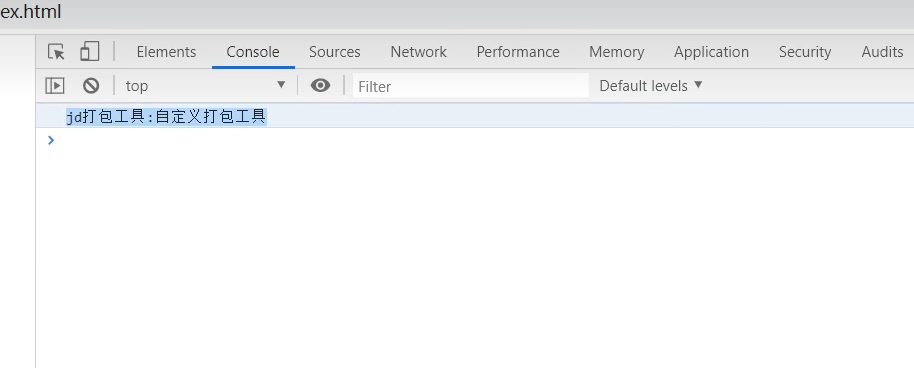 ex.html
Elements Console Sources Network Performance Memory Application Security Audits
top Filter Default levels
jd打包工具:自定义打包工具